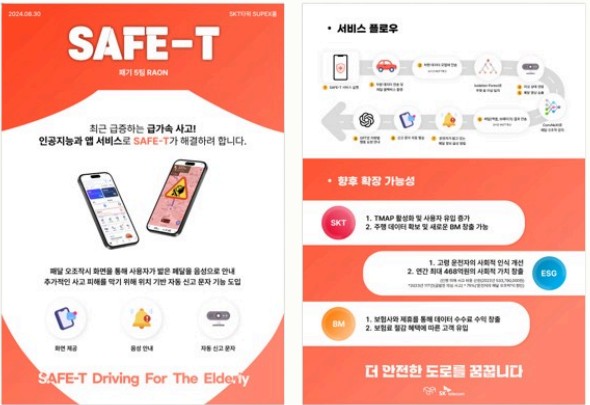 2024.08.30
SKT타워 SUPEX홀
SAFE-T
패기 5팀 RAON
최근 급증하는 급가속 사고!
인공지능과 앱 서비스로 SAFE-T가 해결하려 합니다.
페달 오조작시 화면을 통해 사용자가 밟은 페달을 음성으로 안내
추가적인 사고 피해를 막기 위해 위치 기반 자동 신고 문자 기능 도입
화면 제공
음성 안내
자동 신고 문자
SAFE-T Driving For The Elderly
• 서비스 플로우
SAFE-T 서비스 실행
• 향후 확장 가능성
SKT
1. TMAP 활성화 및 사용자 유입 증가
2. 주행 데이터 확보 및 새로운 BM 창출 가능
1. 고령 운전자의 사회적 인식 개선
2. 연간 최대 468억원의 사회적 가치 창출
ESG
BM
1. 보험사와 제휴를 통해 데이터 수수료 수익 창출
2. 보험료 절감 혜택에 따른 고객 유입
더 안전한 도로를 꿈꿉니다
SK telecom